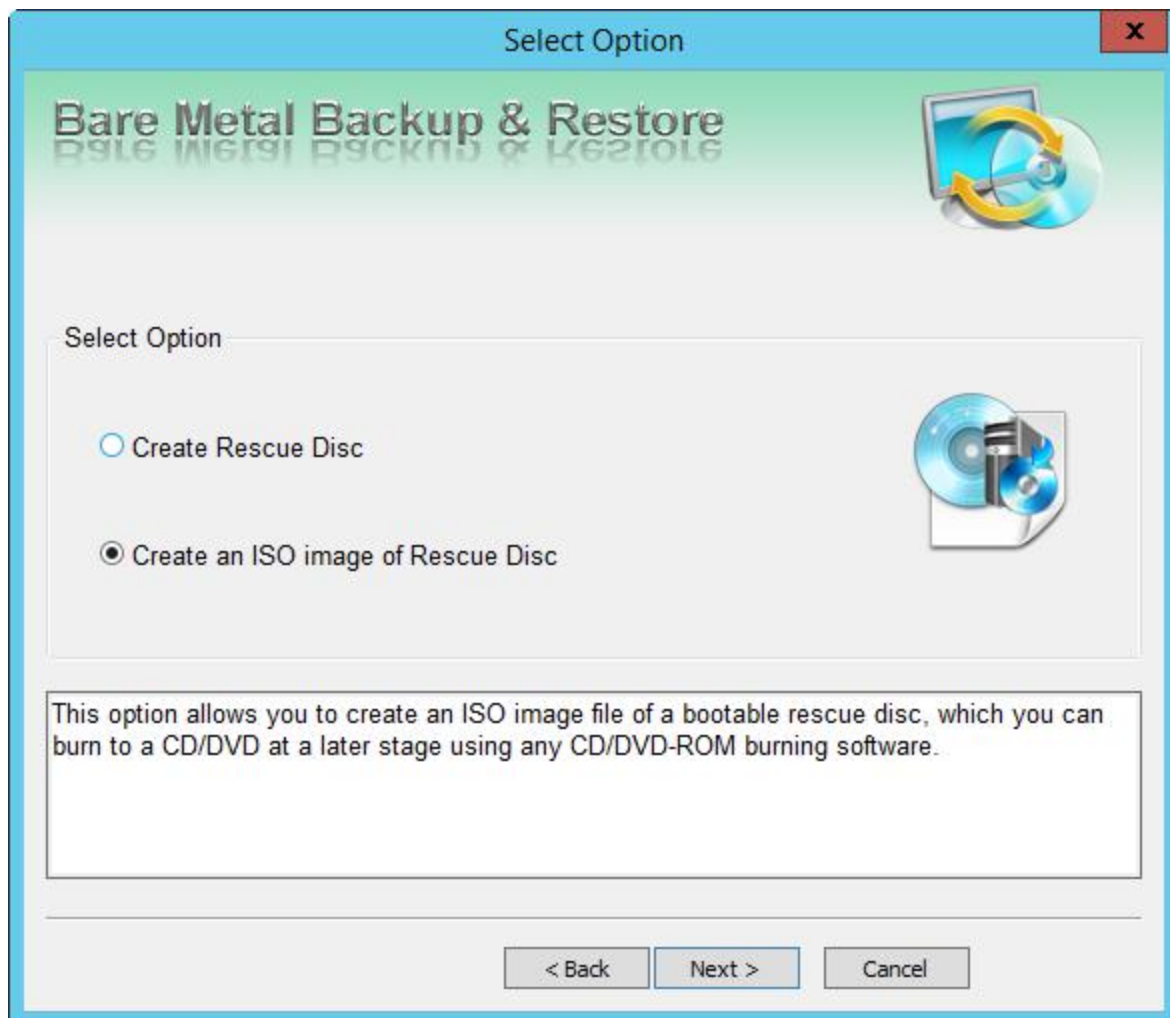 Select Option
x
Bare Metal Backup & Restore
Select Option
Create Rescue Disc
Create an ISO image of Rescue Disc
This option allows you to create an ISO image file of a bootable rescue disc, which you can
burn to a CD/DVD at a later stage using any CD/DVD-ROM burning software.
< Back Next > Cancel